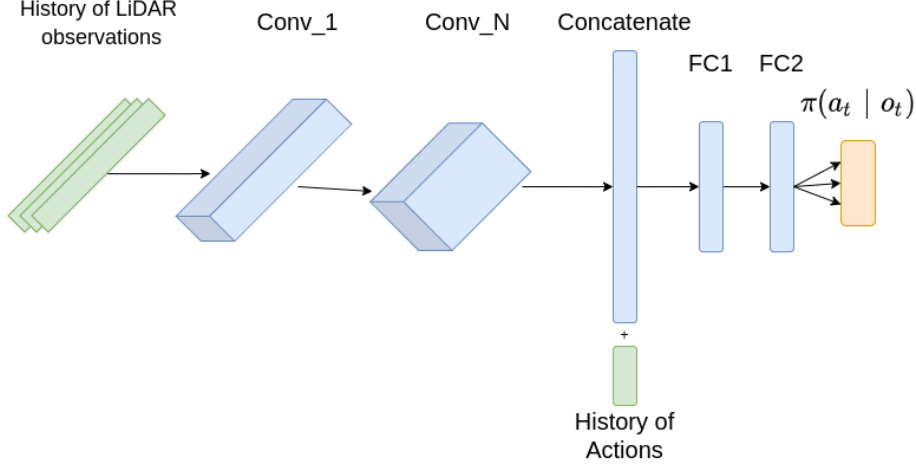 History of LiDAR
observations
Conv_1
Conv_N
Concatenate
FC1
FC2
π(a_t | o_t)
+
History of
Actions